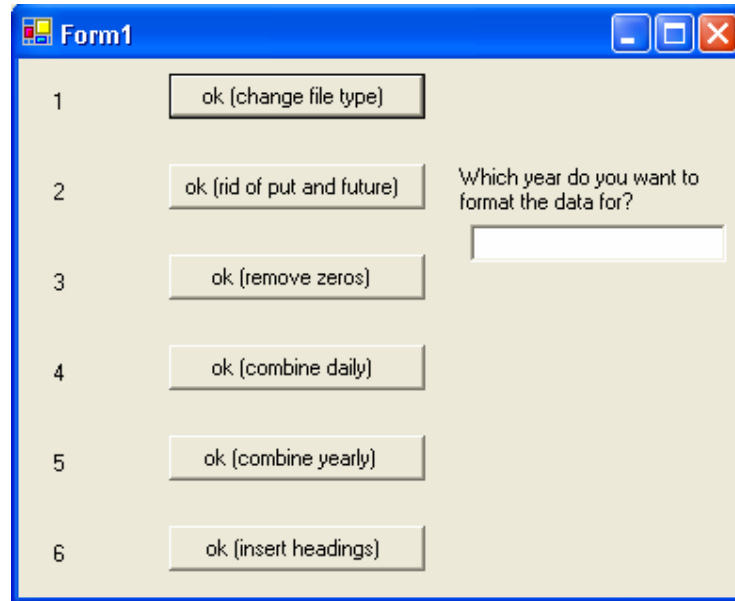 Form1
1
ok (change file type)
2
ok (rid of put and future)
Which year do you want to
format the data for?
3
ok (remove zeros)
4
ok (combine daily)
5
ok (combine yearly)
6
ok (insert headings)